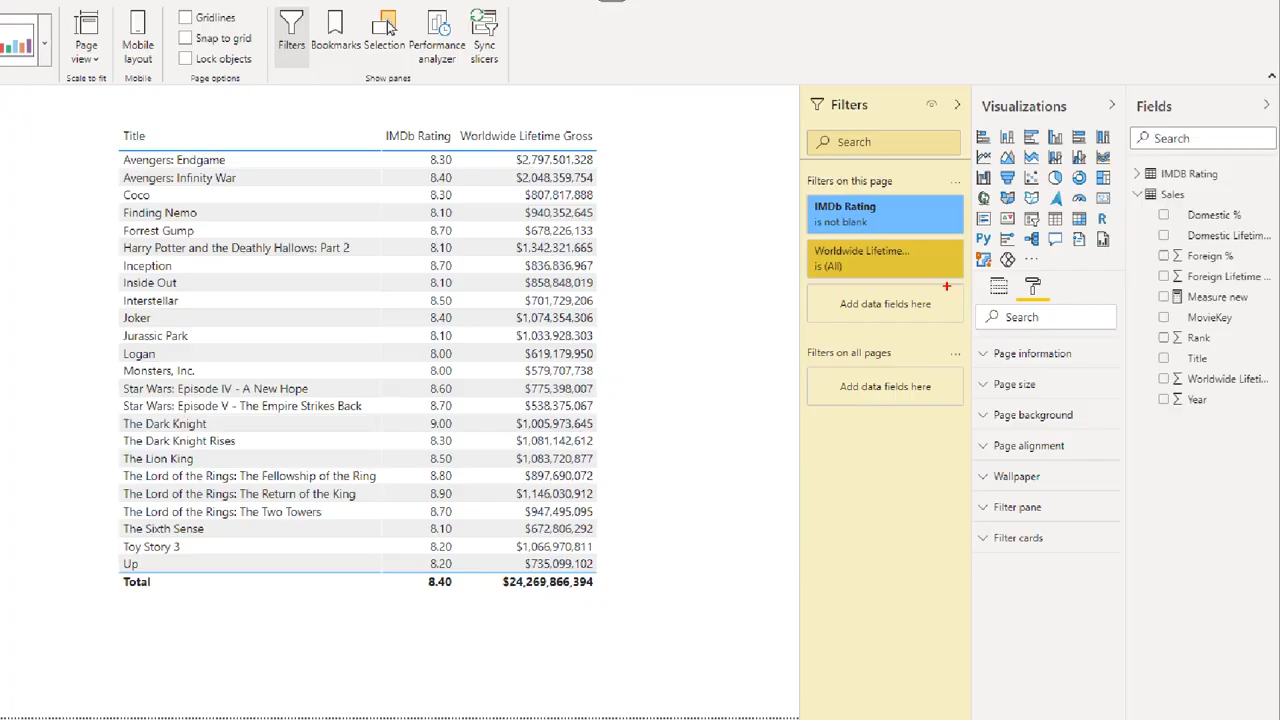 Page
view
Scale to fit
Mobile
layout
Mobile
Gridlines
Snap to grid
Lock objects
Page options
Filters
Bookmarks
Selection
Performance
analyzer
Sync
slicers
Show panes
Title IMDb Rating Worldwide Lifetime Gross
Avengers: Endgame 8.30 $2,797,501,328
Avengers: Infinity War 8.40 $2,048,359,754
Coco 8.30 $807,817,888
Finding Nemo 8.10 $940,352,645
Forrest Gump 8.70 $678,226,133
Harry Potter and the Deathly Hallows: Part 2 8.10 $1,342,321,665
Inception 8.70 $836,836,967
Inside Out 8.10 $858,848,019
Interstellar 8.50 $701,729,206
Joker 8.40 $1,074,354,306
Jurassic Park 8.10 $1,033,928,303
Logan 8.00 $619,179,950
Monsters, Inc. 8.00 $579,707,738
Star Wars: Episode IV - A New Hope 8.60 $775,398,007
Star Wars: Episode V - The Empire Strikes Back 8.70 $538,375,067
The Dark Knight 9.00 $1,005,973,645
The Dark Knight Rises 8.30 $1,081,142,612
The Lion King 8.50 $1,083,720,877
The Lord of the Rings: The Fellowship of the Ring 8.80 $897,690,072
The Lord of the Rings: The Return of the King 8.90 $1,146,030,912
The Lord of the Rings: The Two Towers 8.70 $947,495,095
The Sixth Sense 8.10 $672,806,292
Toy Story 3 8.20 $1,066,970,811
Up 8.20 $735,099,102
Total 8.40 $24,269,866,394
Filters
Search
Filters on this page ...
IMDb Rating
is not blank
Worldwide Lifetime...
is (All)
Add data fields here
Filters on all pages ...
Add data fields here
Visualizations
R
Py
...
Search
Page information
Page size
Page background
Page alignment
Wallpaper
Filter pane
Filter cards
Fields
Search
IMDB Rating
Sales
Domestic %
Domestic Lifetim...
Foreign %
Foreign Lifetime ...
Measure new
MovieKey
Rank
Title
Worldwide Lifeti...
Year